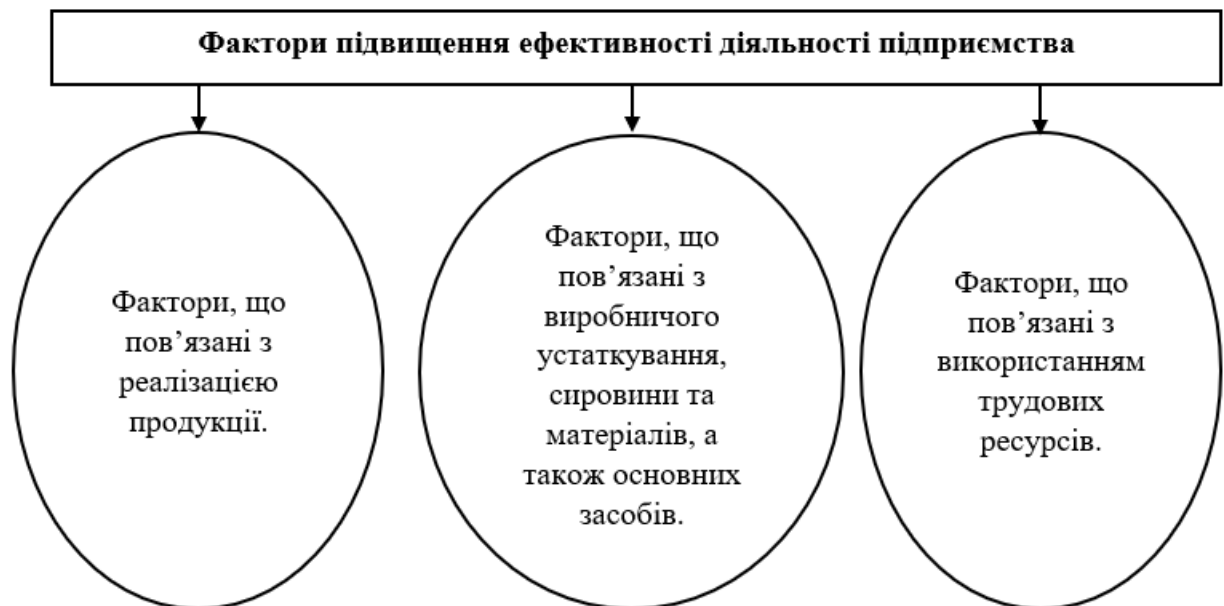 Фактори підвищення ефективності діяльності підприємства
Фактори, що
пов’язані з
реалізацією
продукції.
Фактори, що
пов’язані з
виробничого
устаткування,
сировини та
матеріалів, а
також основних
засобів.
Фактори, що
пов’язані з
використанням
трудових
ресурсів.